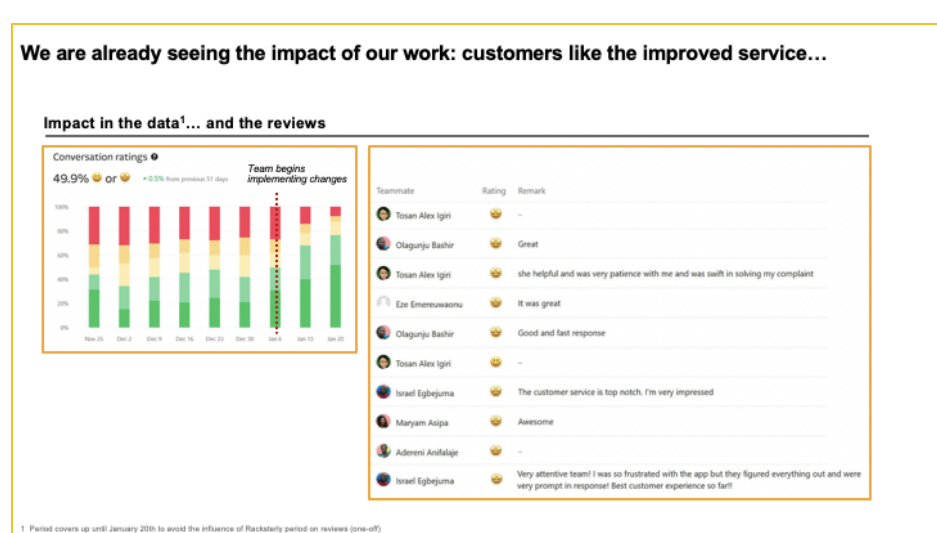 We are already seeing the impact of our work: customers like the improved service…
Impact in the data1… and the reviews
Conversation ratings
49.9% or
+ 0.5% from previous 51 days
Team begins
implementing changes
100%
80%
60%
40%
20%
0%
Nov 25 Dec 2 Dec 9 Dec 16 Dec 23 Dec 30 Jan 6 Jan 13 Jan 20
Teammate Rating Remark
Tosan Alex Igiri –
Olagunju Bashir Great
Tosan Alex Igiri she helpful and was very patience with me and was swift in solving my complaint
Eze Emereuwaonu It was great
Olagunju Bashir Good and fast response
Tosan Alex Igiri –
Israel Egbejuma The customer service is top notch. I'm very impressed
Maryam Asipa Awesome
Adereni Anifalaje –
Israel Egbejuma Very attentive team! I was so frustrated with the app but they figured everything out and were
very prompt in response! Best customer experience so far!!
1 Period covers up until January 20th to avoid the influence of Racksterly period on reviews (one-off)